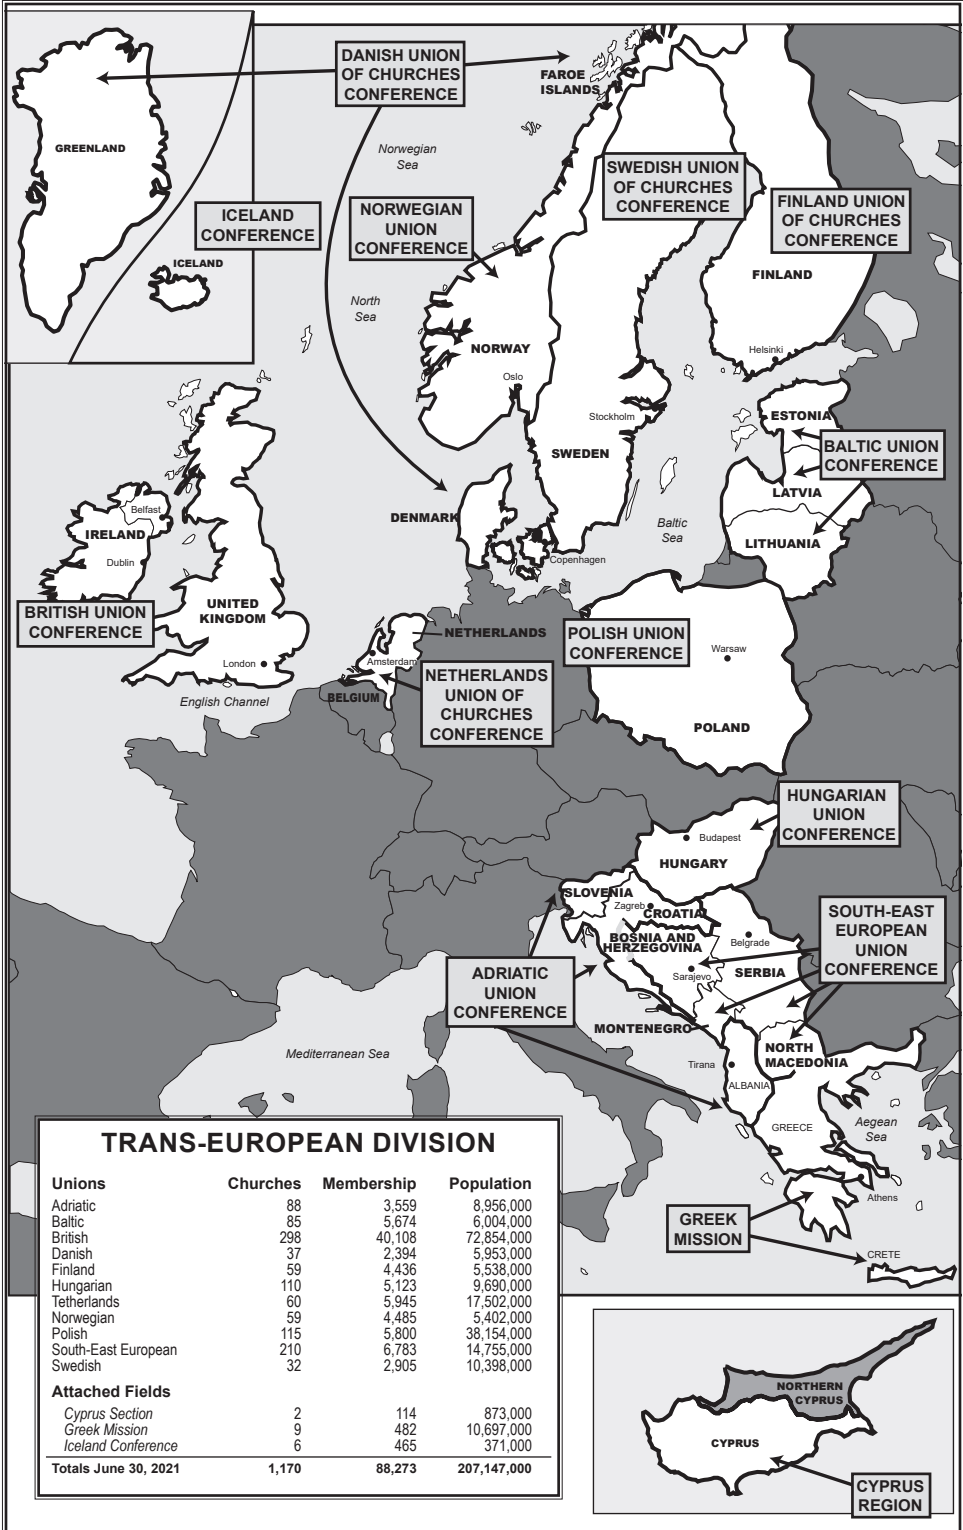 DANISH UNION
OF CHURCHES
CONFERENCE
FAROE
ISLANDS
GREENLAND
Norwegian
Sea
SWEDISH UNION
OF CHURCHES
CONFERENCE
FINLAND UNION
OF CHURCHES
CONFERENCE
NORWEGIAN
UNION
CONFERENCE
ICELAND
CONFERENCE
ICELAND
FINLAND
North
Sea
NORWAY
Helsinki
Oslo
Stockholm
ESTONIA
BALTIC UNION
CONFERENCE
SWEDEN
LATVIA
Belfast
DENMARK
Baltic
Sea
IRELAND
LITHUANIA
Dublin
Copenhagen
BRITISH UNION
CONFERENCE
UNITED
KINGDOM
NETHERLANDS
POLISH UNION
CONFERENCE
Warsaw
London
Amsterdam
NETHERLANDS
UNION OF
CHURCHES
CONFERENCE
English Channel
BELGIUM
POLAND
HUNGARIAN
UNION
CONFERENCE
Budapest
HUNGARY
SLOVENIA
Zagreb
CROATIA
SOUTH-EAST
EUROPEAN
UNION
CONFERENCE
BOSNIA AND
HERZEGOVINA
Belgrade
ADRIATIC
UNION
CONFERENCE
Sarajevo
SERBIA
MONTENEGRO
NORTH
MACEDONIA
Mediterranean Sea
Tirana
ALBANIA
GREECE
Aegean
Sea
Athens
GREEK
MISSION
CRETE
TRANS-EUROPEAN DIVISION
Unions Churches Membership Population
Adriatic 88 3,559 8,956,000
Baltic 85 5,674 6,004,000
British 298 40,108 72,854,000
Danish 37 2,394 5,953,000
Finland 59 4,436 5,538,000
Hungarian 110 5,123 9,690,000
Tetherlands 60 5,945 17,502,000
Norwegian 59 4,485 5,402,000
Polish 115 5,800 38,154,000
South-East European 210 6,783 14,755,000
Swedish 32 2,905 10,398,000
Attached Fields
Cyprus Section 2 114 873,000
Greek Mission 9 482 10,697,000
Iceland Conference 6 465 371,000
Totals June 30, 2021 1,170 88,273 207,147,000
NORTHERN
CYPRUS
CYPRUS
CYPRUS
REGION